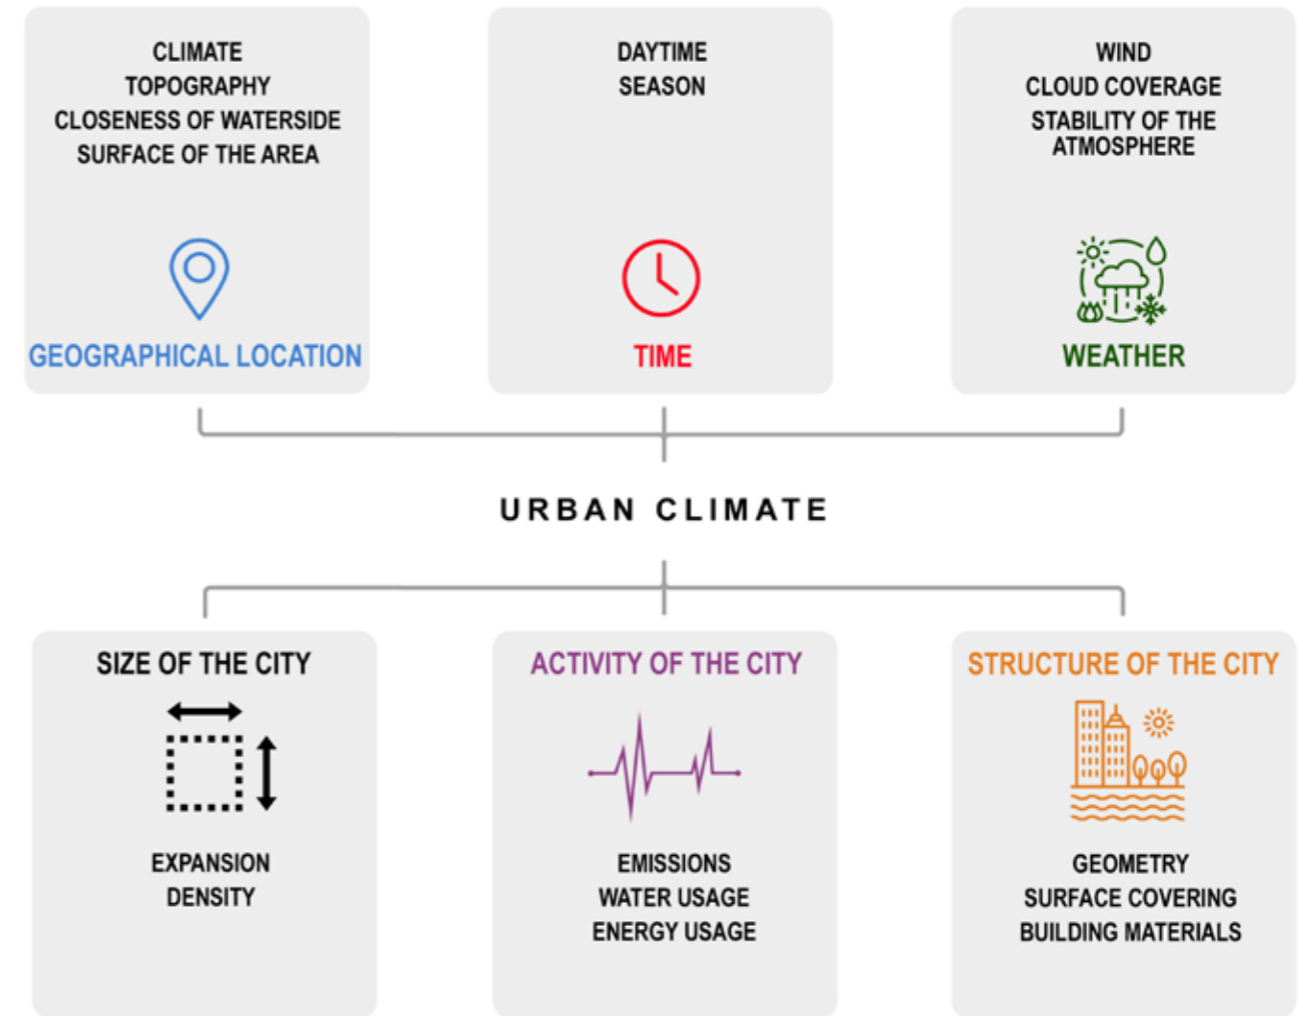 CLIMATE
TOPOGRAPHY
CLOSENESS OF WATERSIDE
SURFACE OF THE AREA
GEOGRAPHICAL LOCATION
DAYTIME
SEASON
TIME
WIND
CLOUD COVERAGE
STABILITY OF THE
ATMOSPHERE
WEATHER
URBAN CLIMATE
SIZE OF THE CITY
EXPANSION
DENSITY
ACTIVITY OF THE CITY
EMISSIONS
WATER USAGE
ENERGY USAGE
STRUCTURE OF THE CITY
GEOMETRY
SURFACE COVERING
BUILDING MATERIALS